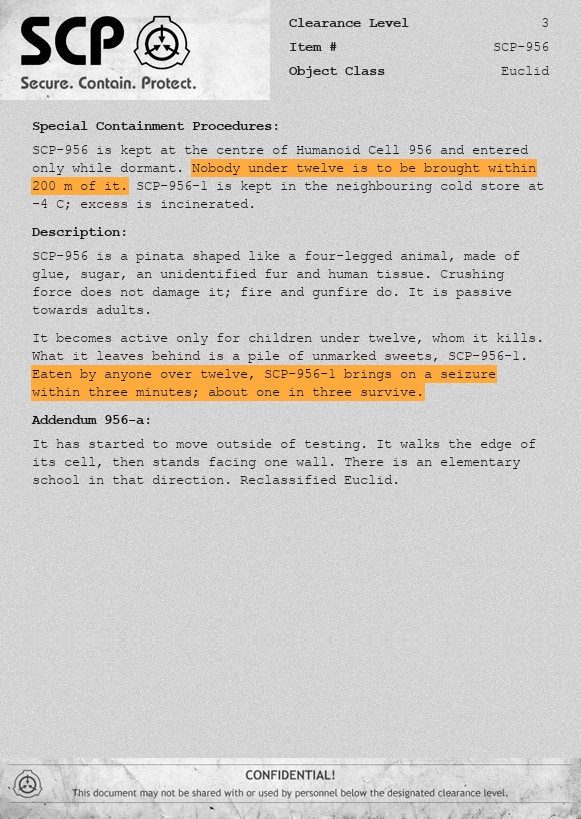 SCP
Secure. Contain. Protect.
Clearance Level 3
Item # SCP-956
Object Class Euclid
Special Containment Procedures:
SCP-956 is kept at the centre of Humanoid Cell 956 and entered
only while dormant. Nobody under twelve is to be brought within
200 m of it. SCP-956-1 is kept in the neighbouring cold store at
-4 C; excess is incinerated.
Description:
SCP-956 is a pinata shaped like a four-legged animal, made of
glue, sugar, an unidentified fur and human tissue. Crushing
force does not damage it; fire and gunfire do. It is passive
towards adults.
It becomes active only for children under twelve, whom it kills.
What it leaves behind is a pile of unmarked sweets, SCP-956-1.
Eaten by anyone over twelve, SCP-956-1 brings on a seizure
within three minutes; about one in three survive.
Addendum 956-a:
It has started to move outside of testing. It walks the edge of
its cell, then stands facing one wall. There is an elementary
school in that direction. Reclassified Euclid.
CONFIDENTIAL!
This document may not be shared with or used by personnel below the designated clearance level.